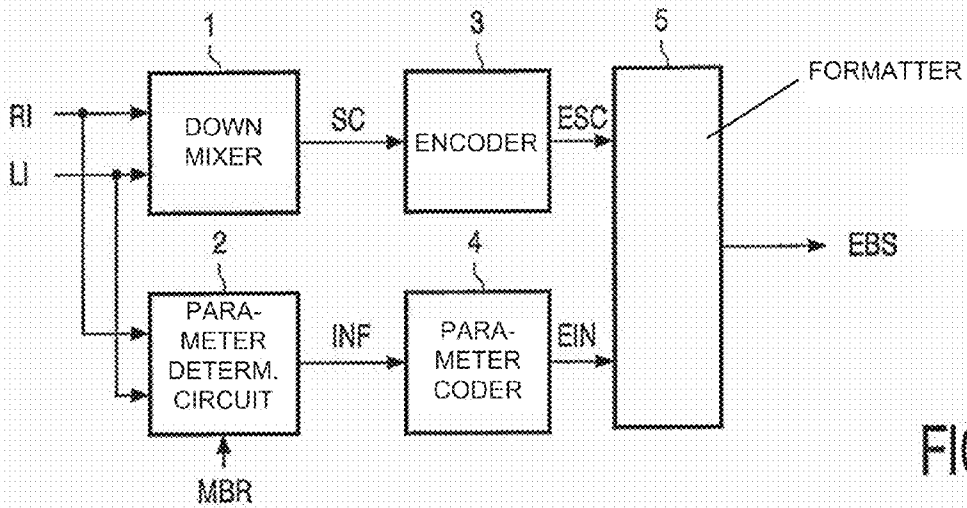 1
3
5
FORMATTER
RI
DOWN
MIXER
SC
ENCODER
ESC
LI
2
4
EBS
PARA-
METER
DETERM.
CIRCUIT
INF
PARA-
METER
CODER
EIN
MBR
FIG